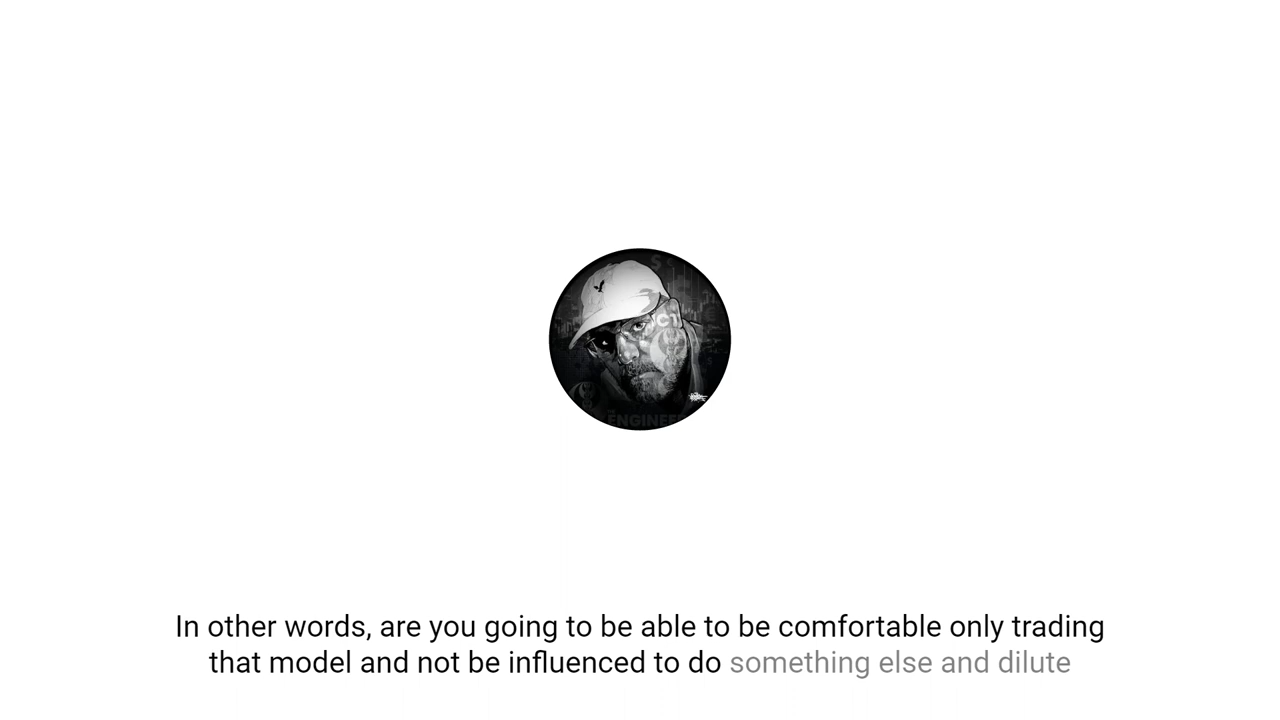 In other words, are you going to be able to be comfortable only trading
that model and not be influenced to do something else and dilute